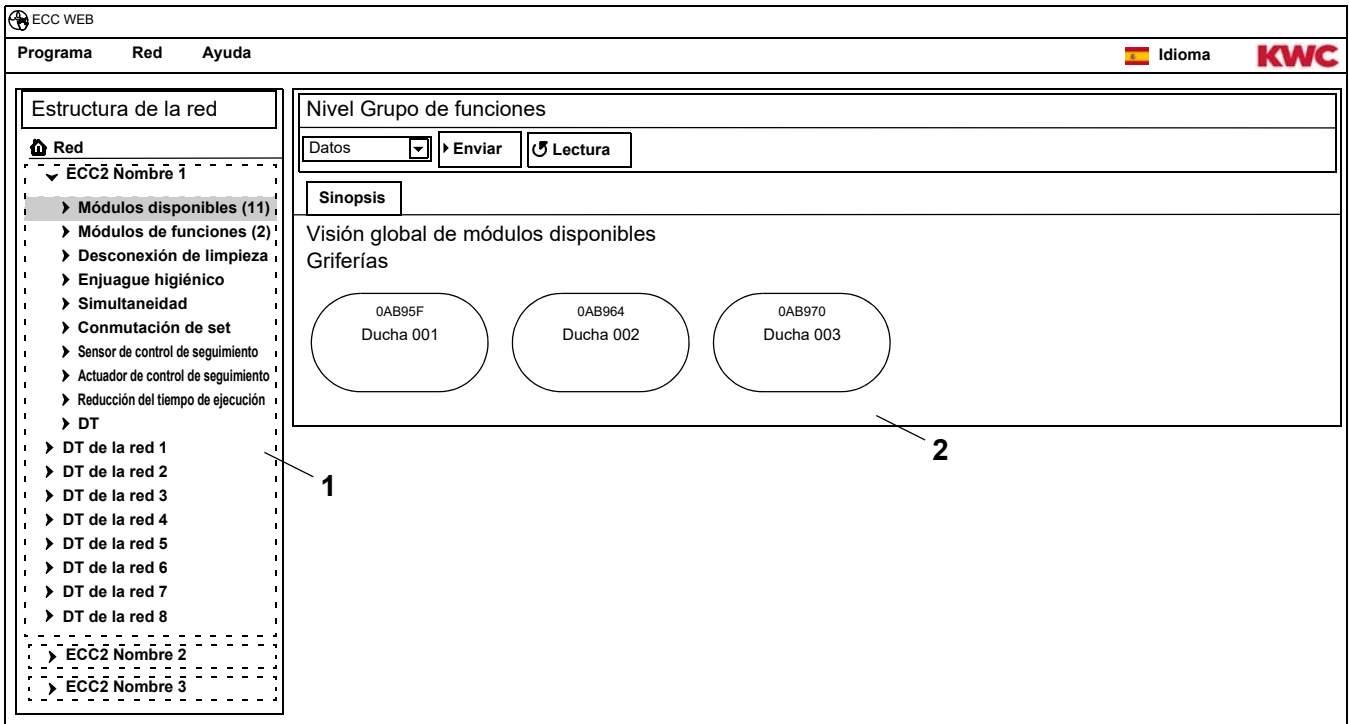 ECC WEB
Programa Red Ayuda Idioma KWC
Estructura de la red
Red
ECC2 Nombre 1
Módulos disponibles (11)
Módulos de funciones (2)
Desconexión de limpieza
Enjuague higiénico
Simultaneidad
Conmutación de set
Sensor de control de seguimiento
Actuador de control de seguimiento
Reducción del tiempo de ejecución
DT
DT de la red 1
DT de la red 2
DT de la red 3
DT de la red 4
DT de la red 5
DT de la red 6
DT de la red 7
DT de la red 8
ECC2 Nombre 2
ECC2 Nombre 3
1
Nivel Grupo de funciones
Datos Enviar Lectura
Sinopsis
Visión global de módulos disponibles
Griferías
0AB95F
Ducha 001
0AB964
Ducha 002
0AB970
Ducha 003
2